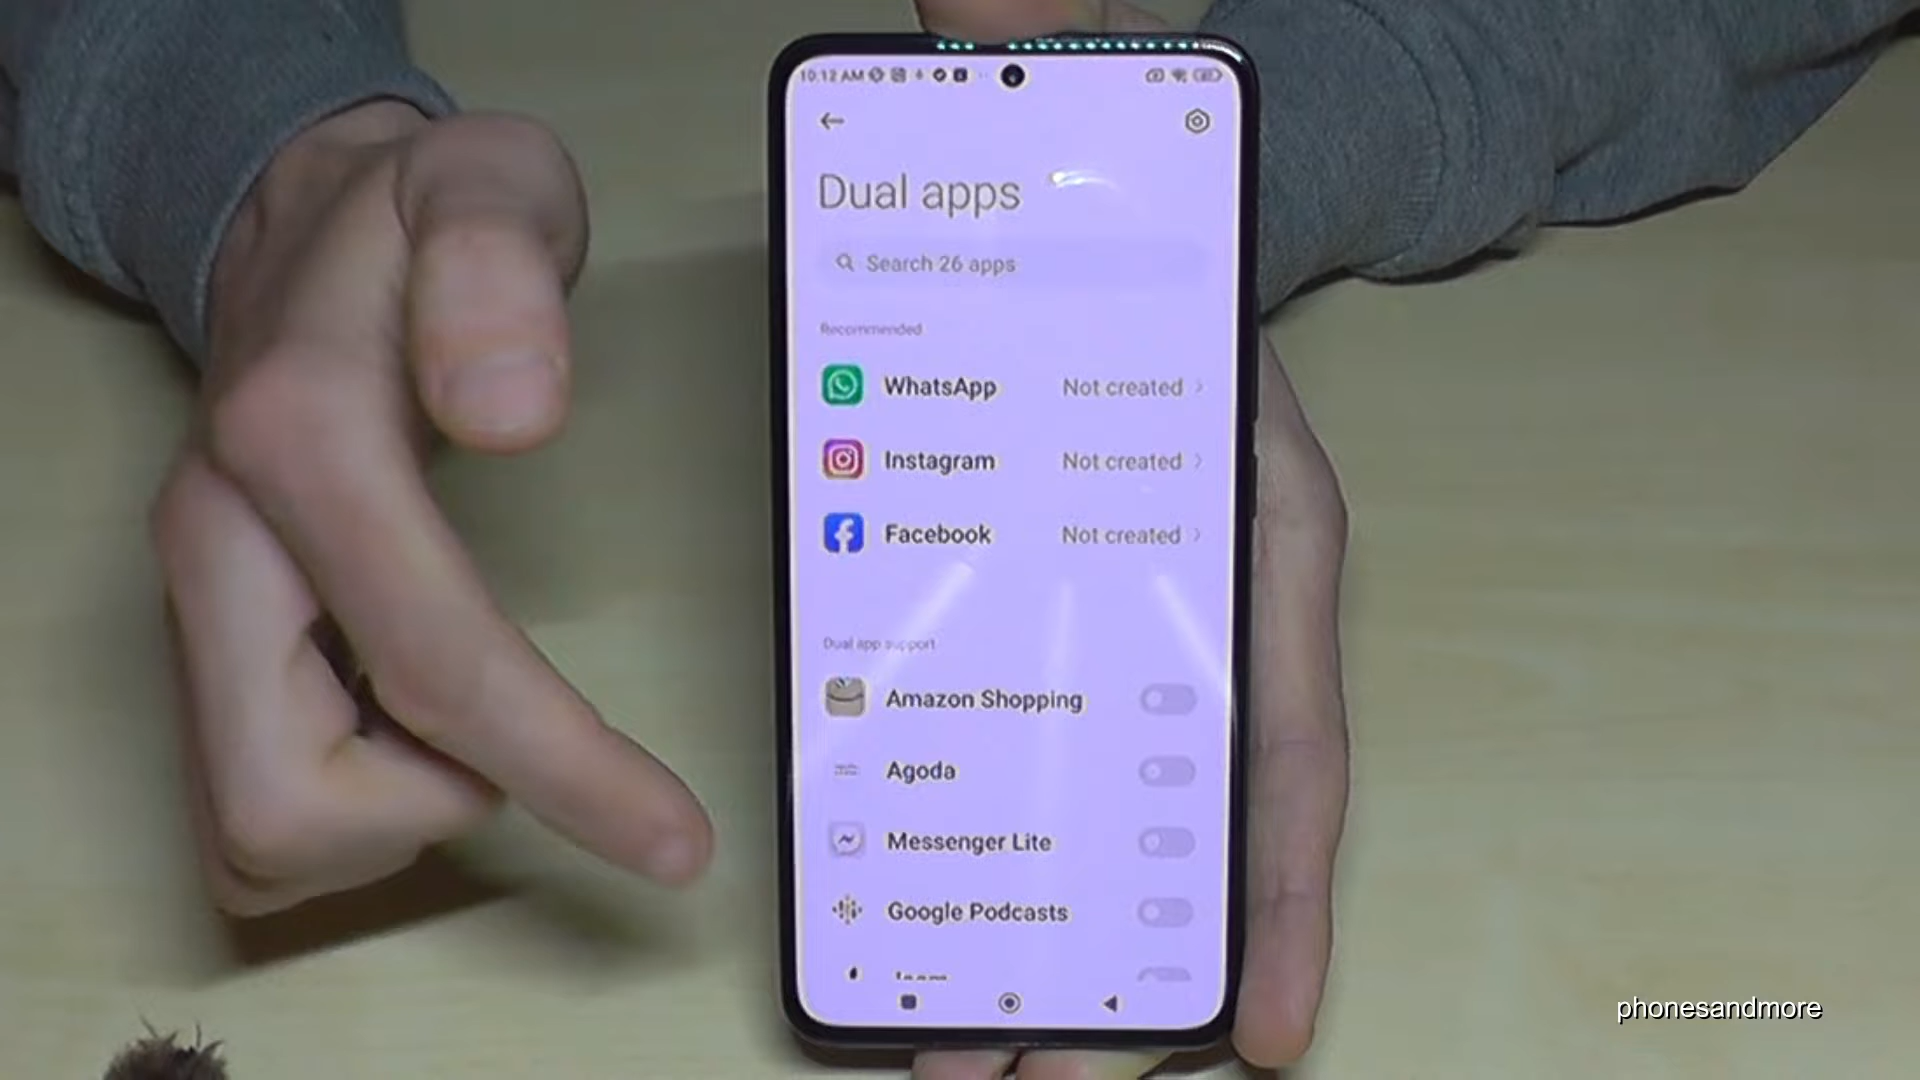 10:12 AM
Dual apps
Search 26 apps
Recommended
WhatsApp Not created
Instagram Not created
Facebook Not created
Dual app support
Amazon Shopping
Agoda
Messenger Lite
Google Podcasts
phonesandmore